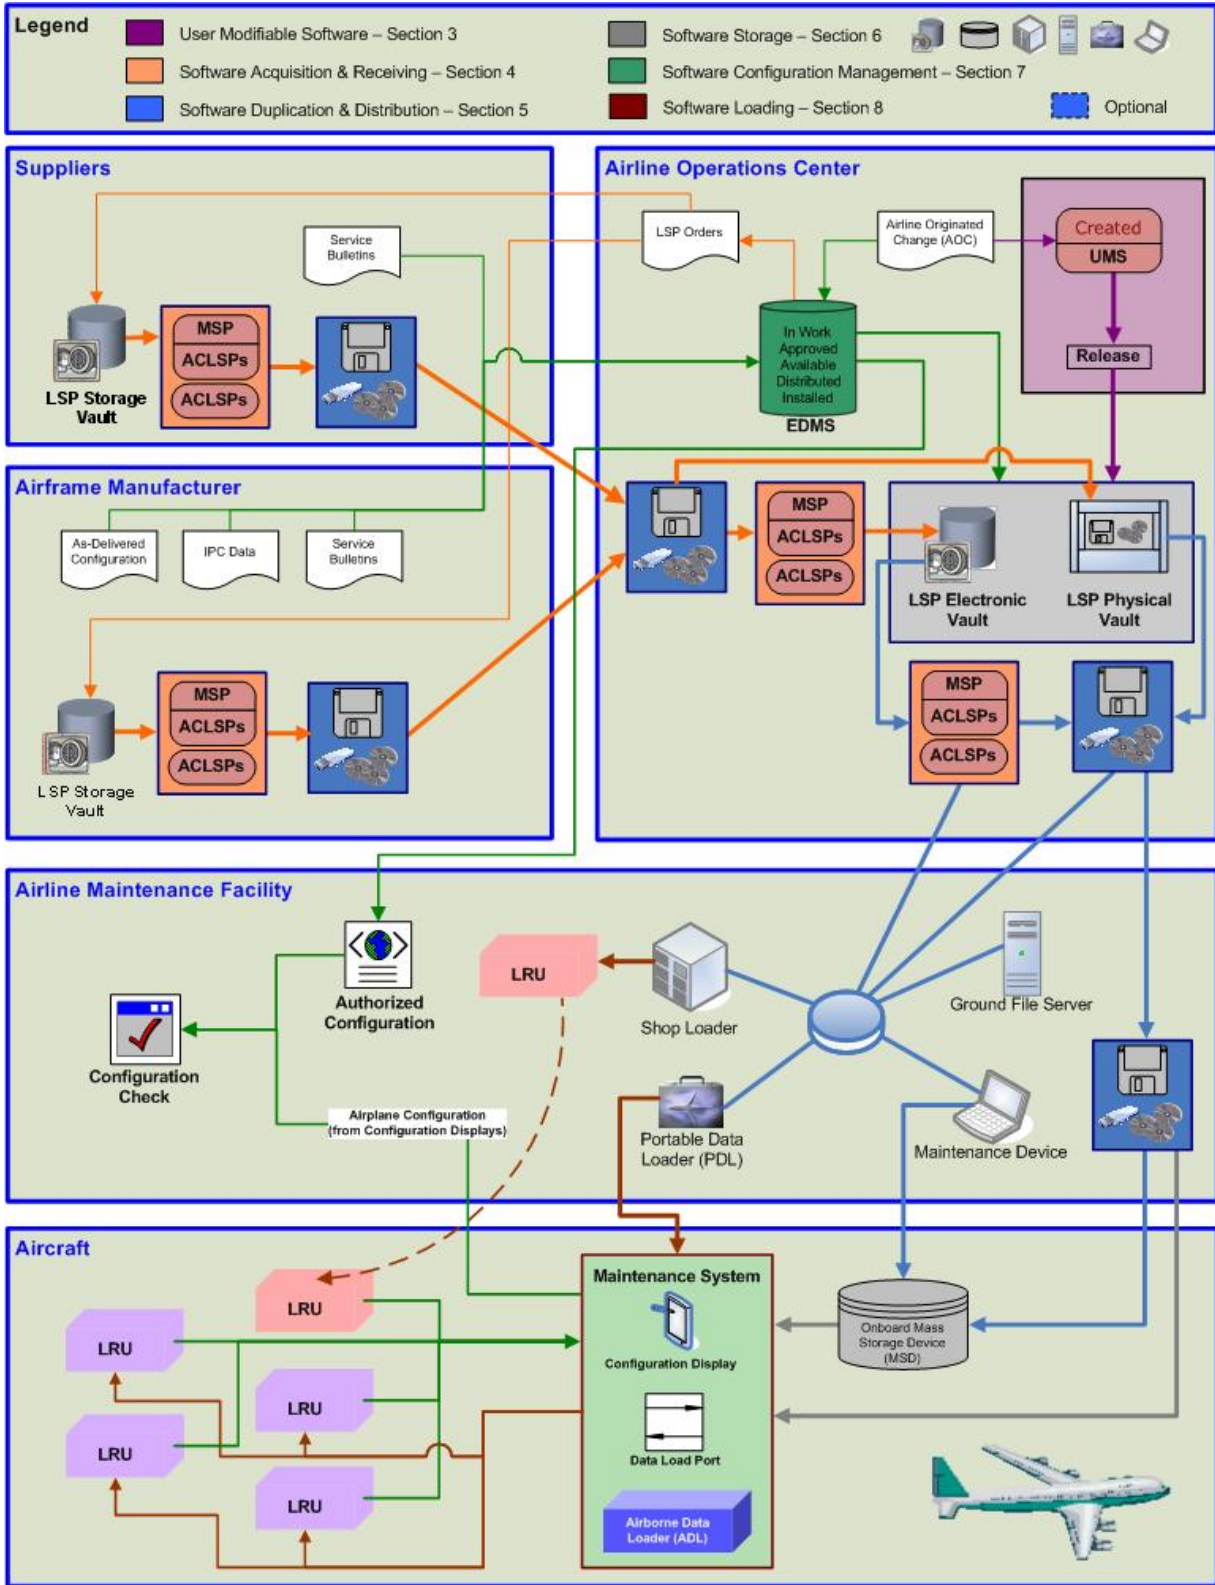 Legend
User Modifiable Software – Section 3
Software Acquisition & Receiving – Section 4
Software Duplication & Distribution – Section 5
Software Storage – Section 6
Software Configuration Management – Section 7
Software Loading – Section 8
Optional
Suppliers
Service
Bulletins
LSP Storage
Vault
MSP
ACLSPs
ACLSPs
Airframe Manufacturer
As-Delivered
Configuration
IPC Data
Service
Bulletins
LSP Storage
Vault
MSP
ACLSPs
ACLSPs
Airline Operations Center
LSP Orders
Airline Originated
Change (AOC)
Created
UMS
Release
In Work
Approved
Available
Distributed
Installed
EDMS
MSP
ACLSPs
ACLSPs
LSP Electronic
Vault
LSP Physical
Vault
MSP
ACLSPs
ACLSPs
Airline Maintenance Facility
Authorized
Configuration
Configuration
Check
Airplane Configuration
(from Configuration Displays)
LRU
Shop Loader
Ground File Server
Portable Data
Loader (PDL)
Maintenance Device
Aircraft
LRU
LRU
LRU
LRU
LRU
Maintenance System
Configuration Display
Data Load Port
Airborne Data
Loader (ADL)
Onboard Mass
Storage Device
(MSD)